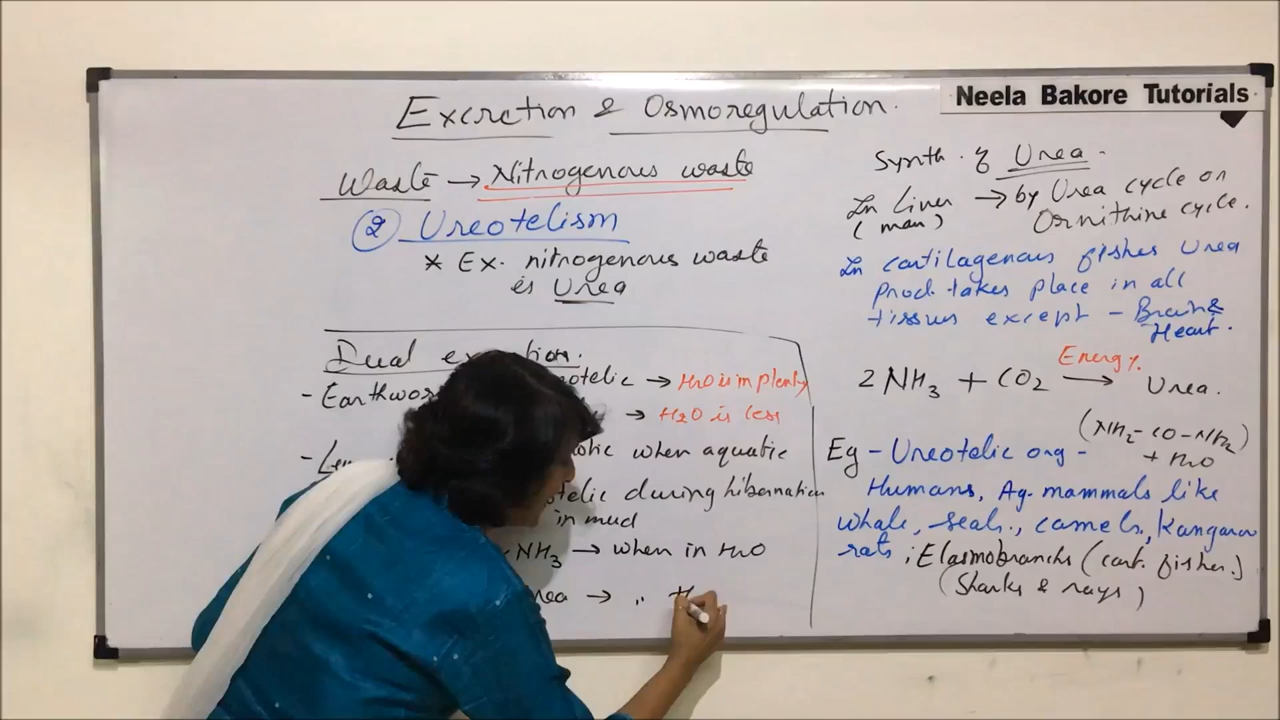 Neela Bakore Tutorials
Excretion & Osmoregulation.
Waste → Nitrogenous waste
② Ureotelism
* Ex. nitrogenous waste
is Urea
Dual
- Earthwor otelic → H2O is in plenty
→ H2O is less
- otic when aquatic
telic during hibernation
in mud
NH3 → when in H2O
rea → ,,
Synth. of Urea.
In Liver → by Urea cycle or
(man) Ornithine cycle.
In cartilagenous fishes Urea
prod. takes place in all
tissues except - Brain &
Heart.
2 NH3 + CO2 Energy → Urea.
(NH2-CO-NH2)
+ H2O
Eg - Ureotelic org -
Humans, Aq. mammals like
whale, seals, camels, Kangaroo
rats; Elasmobranchs (cart. fishes.)
(Sharks & rays)